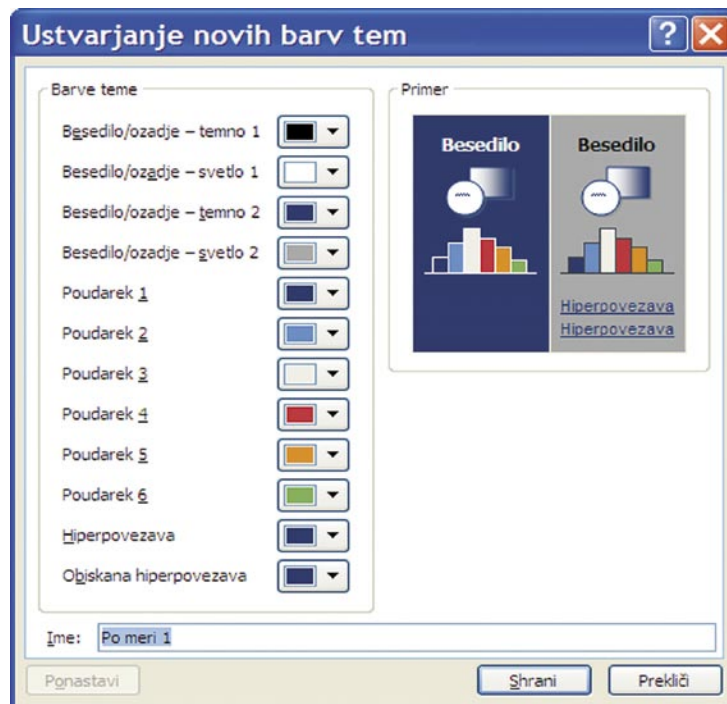 Ustvarjanje novih barv tem
Barve teme
Besedilo/ozadje – temno 1
Besedilo/ozadje – svetlo 1
Besedilo/ozadje – temno 2
Besedilo/ozadje – svetlo 2
Poudarek 1
Poudarek 2
Poudarek 3
Poudarek 4
Poudarek 5
Poudarek 6
Hiperpovezava
Obiskana hiperpovezava
Primer
Besedilo Besedilo
Hiperpovezava
Hiperpovezava
Ime: Po meri 1
Ponastavi Shrani Prekliči